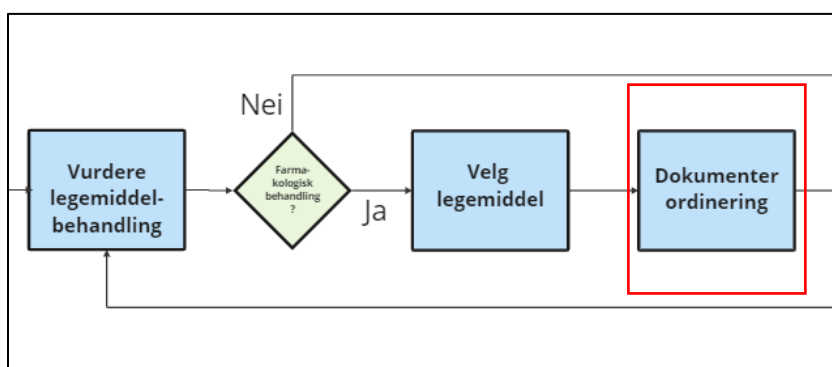 Nei
Vurdere
legemiddel-
behandling
Farma-
kologisk
behandling
?
Ja
Velg
legemiddel
Dokumenter
ordinering